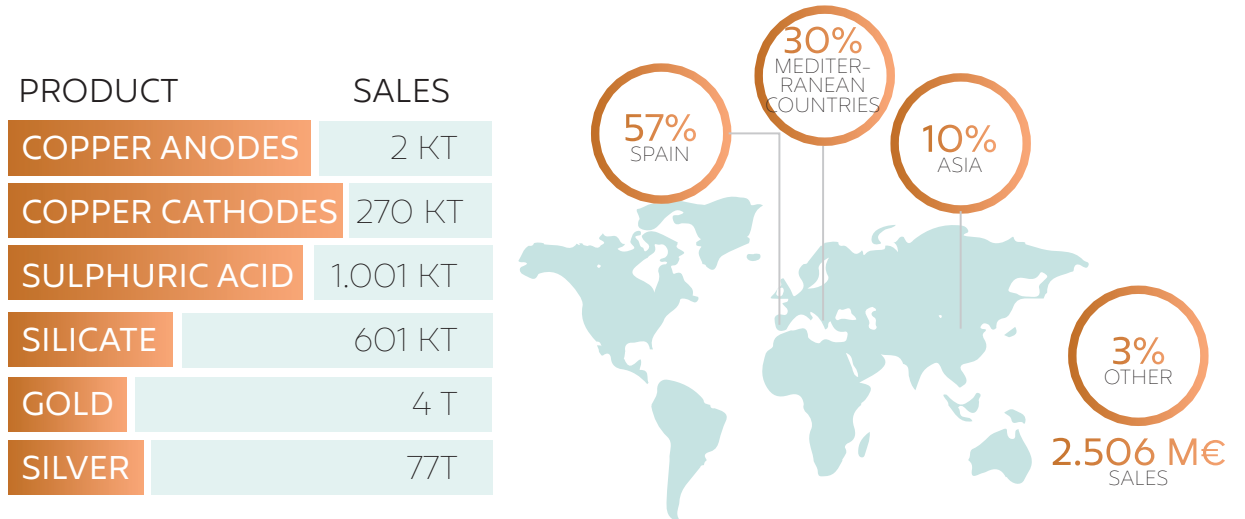 PRODUCT SALES
COPPER ANODES 2 KT
COPPER CATHODES 270 KT
SULPHURIC ACID 1.001 KT
SILICATE 601 KT
GOLD 4 T
SILVER 77T
57%
SPAIN
30%
MEDITER-
RANEAN
COUNTRIES
10%
ASIA
3%
OTHER
2.506 M€
SALES